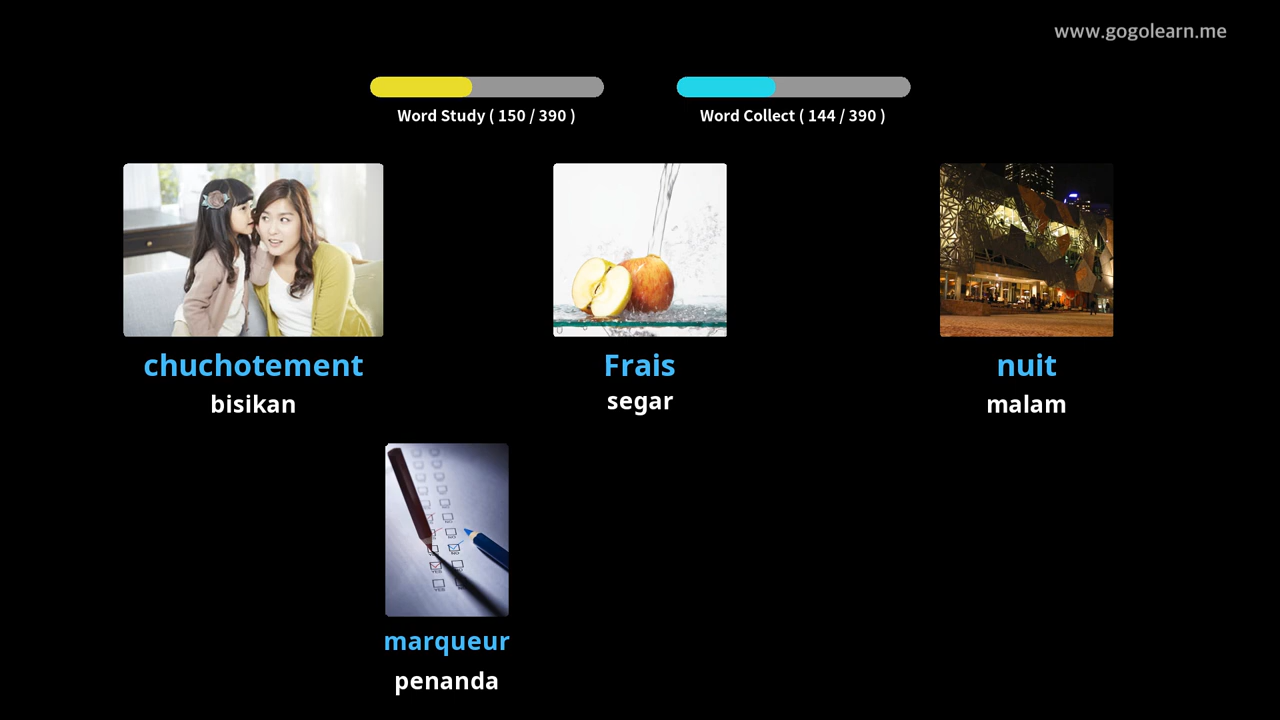 www.gogolearn.me
Word Study ( 150 / 390 )
Word Collect ( 144 / 390 )
chuchotement
bisikan
Frais
segar
nuit
malam
marqueur
penanda